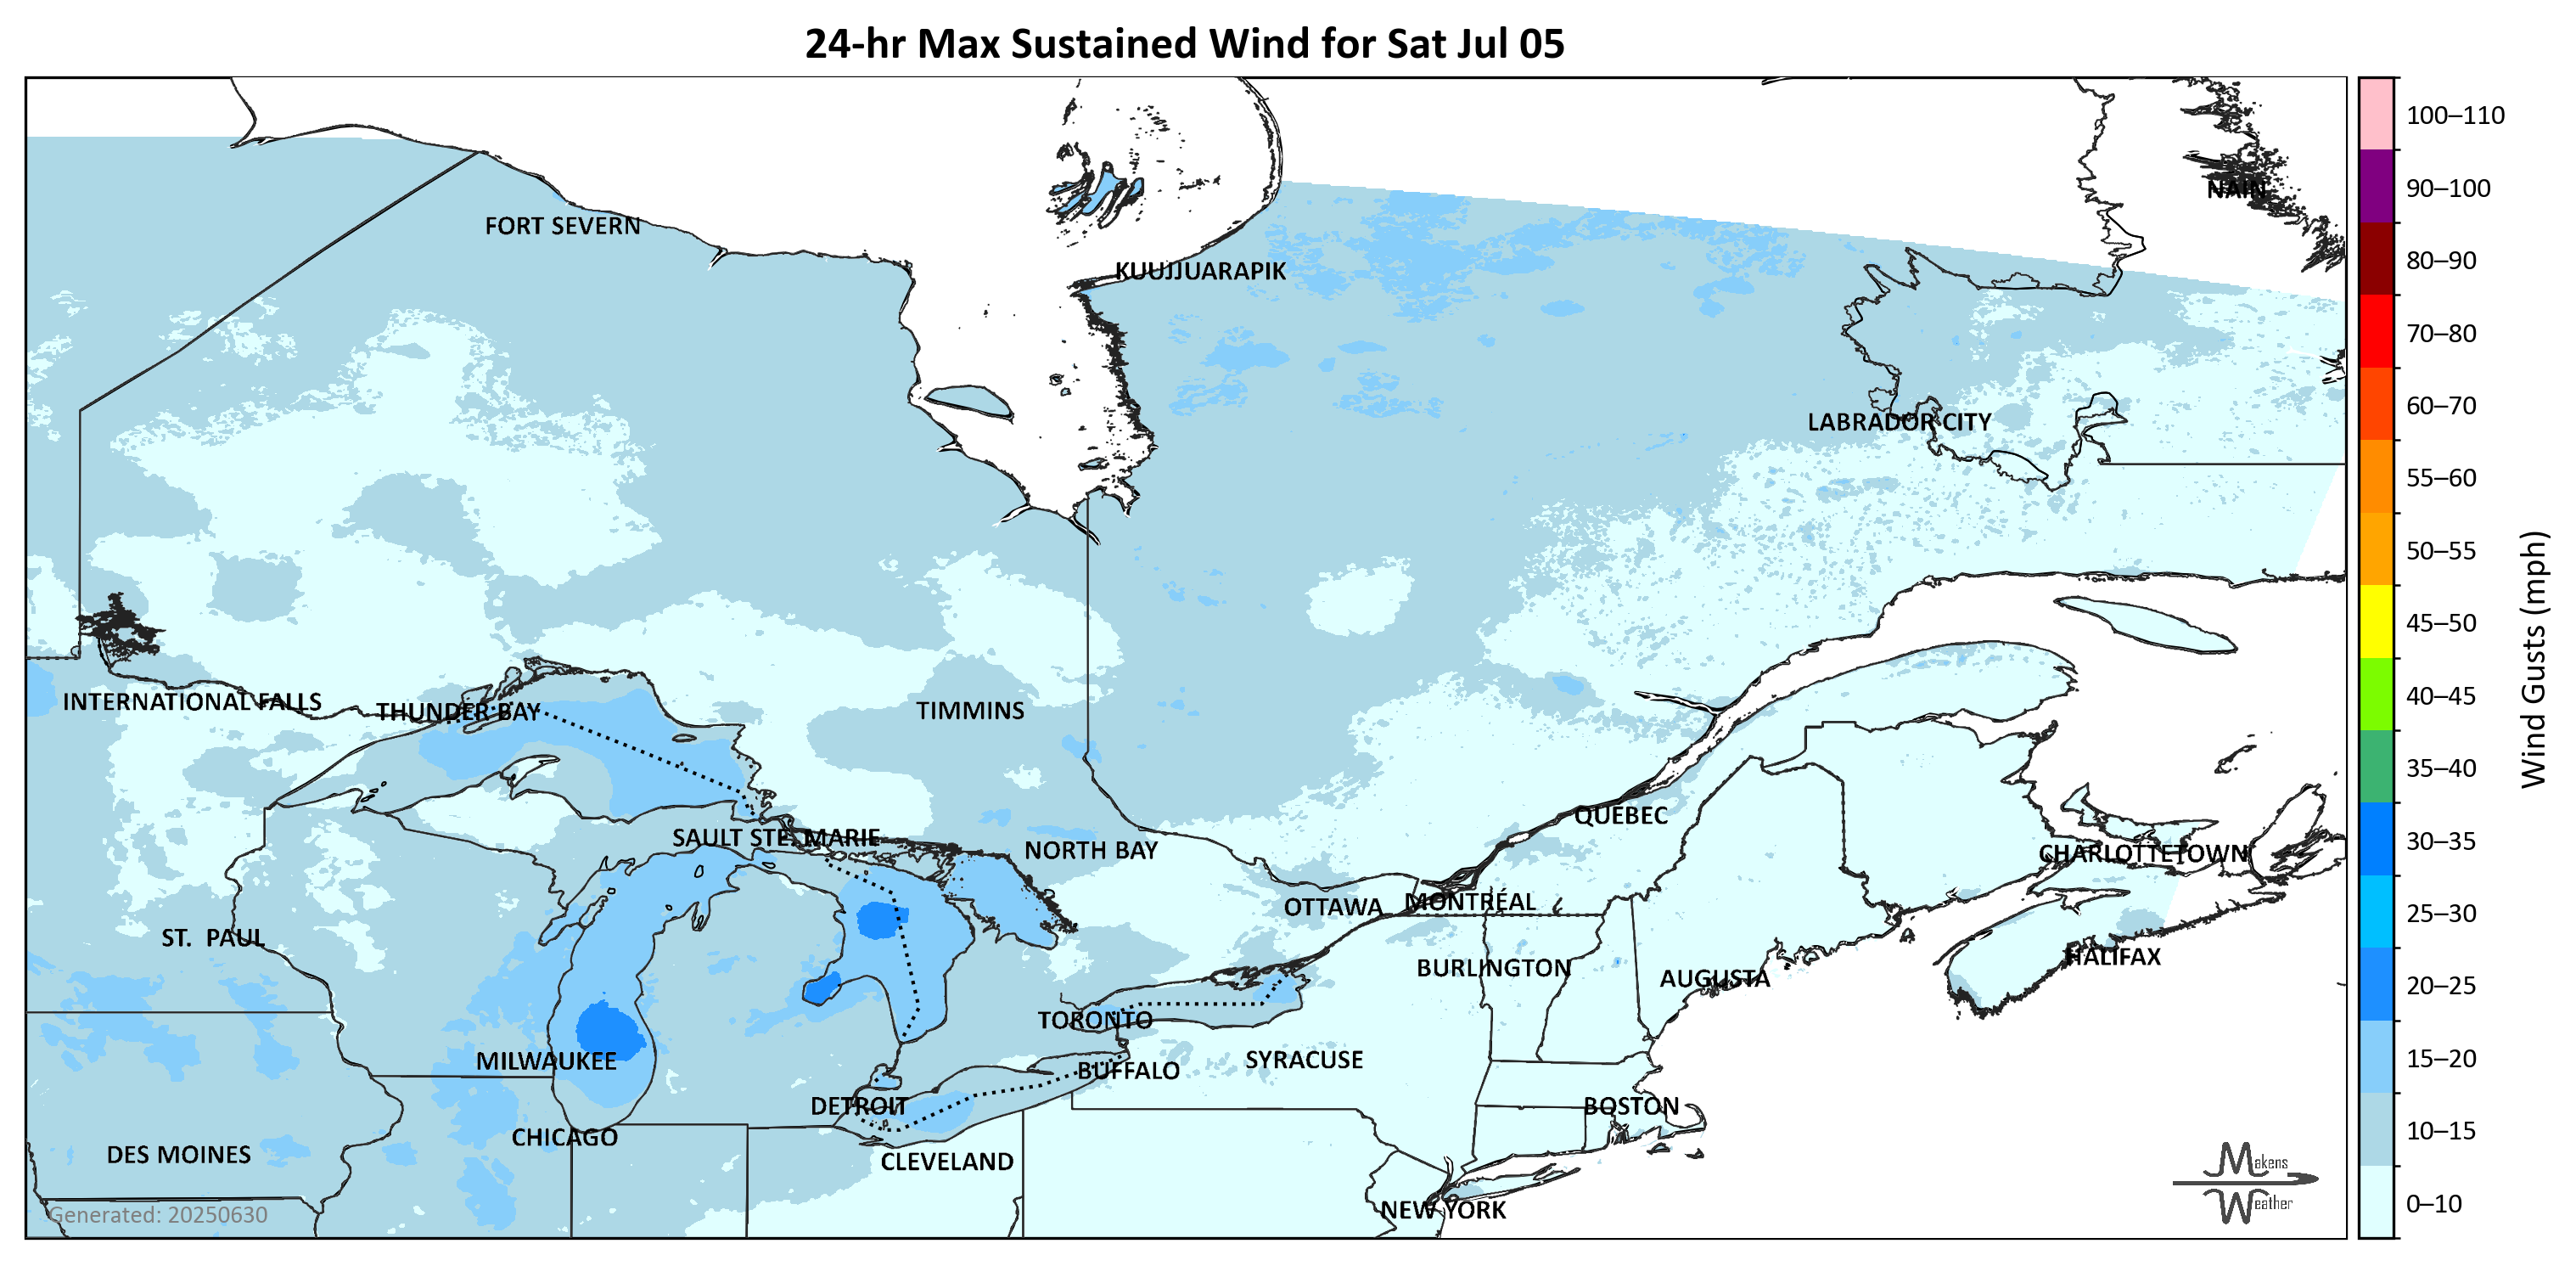 24-hr Max Sustained Wind for Sat Jul 05
100–110
90–100
NAIN
FORT SEVERN
80–90
KUUJJUARAPIK
70–80
60–70
LABRADOR CITY
55–60
50–55
45–50
40–45
Wind Gusts (mph)
INTERNATIONAL FALLS
THUNDER BAY
TIMMINS
35–40
QUEBEC
30–35
SAULT STE. MARIE
NORTH BAY
CHARLOTTETOWN
OTTAWA
MONTRÉAL
25–30
ST. PAUL
HALIFAX
BURLINGTON
AUGUSTA
20–25
TORONTO
MILWAUKEE
SYRACUSE
15–20
BUFFALO
DETROIT
BOSTON
CHICAGO
10–15
DES MOINES
CLEVELAND
Makens
Weather
0–10
NEW YORK
Generated: 20250630